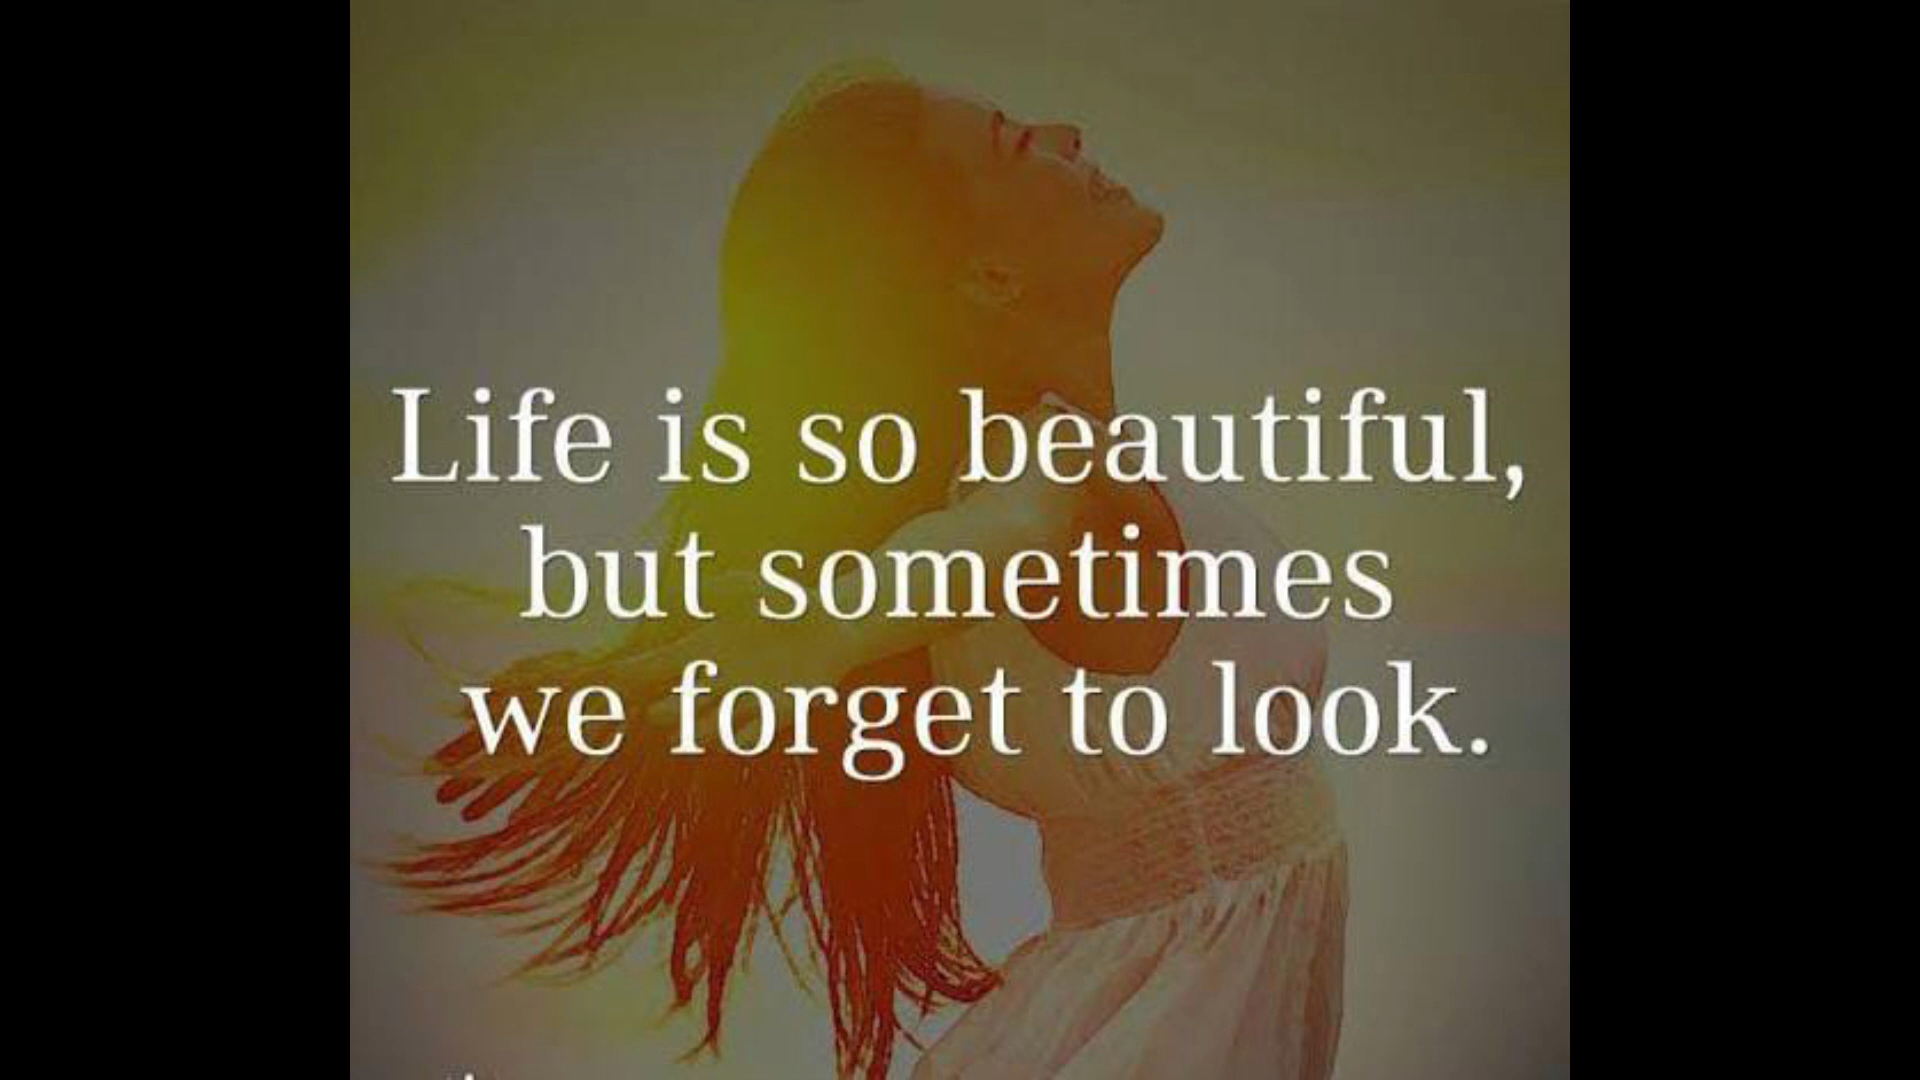 Life is so beautiful,
but sometimes
we forget to look.